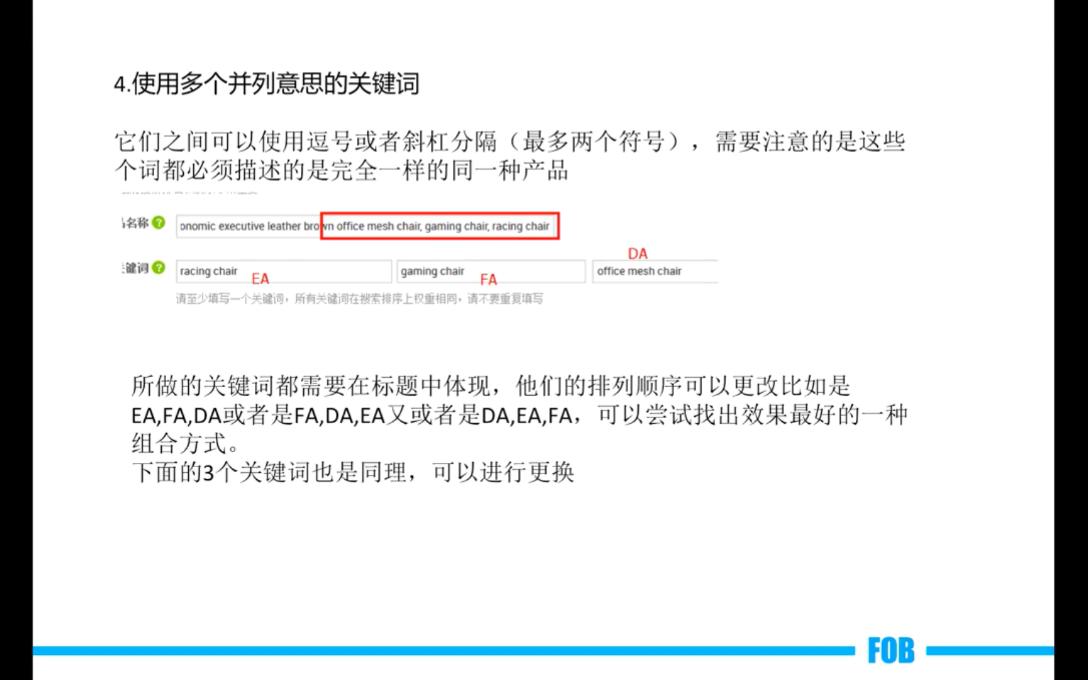 4.使用多个并列意思的关键词
它们之间可以使用逗号或者斜杠分隔（最多两个符号），需要注意的是这些
个词都必须描述的是完全一样的同一种产品
名称 ? onomic executive leather brown office mesh chair, gaming chair, racing chair
DA
键词 ? racing chair gaming chair office mesh chair
EA FA
请至少填写一个关键词，所有关键词在搜索排序上权重相同，请不要重复填写
所做的关键词都需要在标题中体现，他们的排列顺序可以更改比如是
EA,FA,DA或者是FA,DA,EA又或者是DA,EA,FA，可以尝试找出效果最好的一种
组合方式。
下面的3个关键词也是同理，可以进行更换
FOB